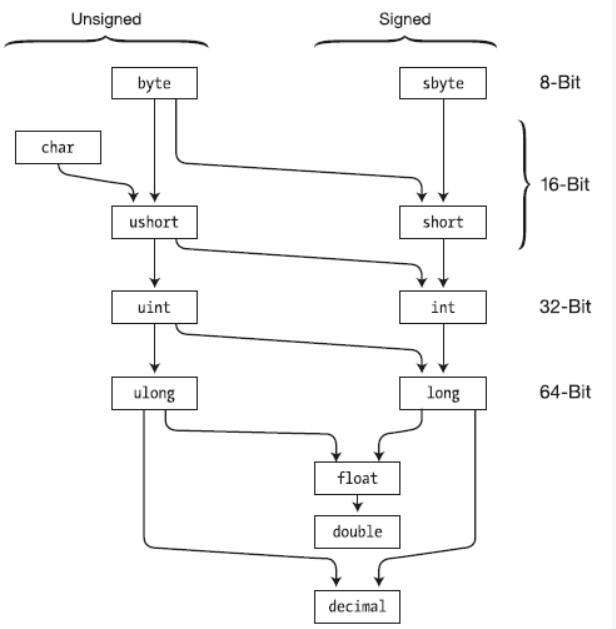 Unsigned Signed
byte sbyte 8-Bit
char
16-Bit
ushort short
uint int 32-Bit
ulong long 64-Bit
float
double
decimal